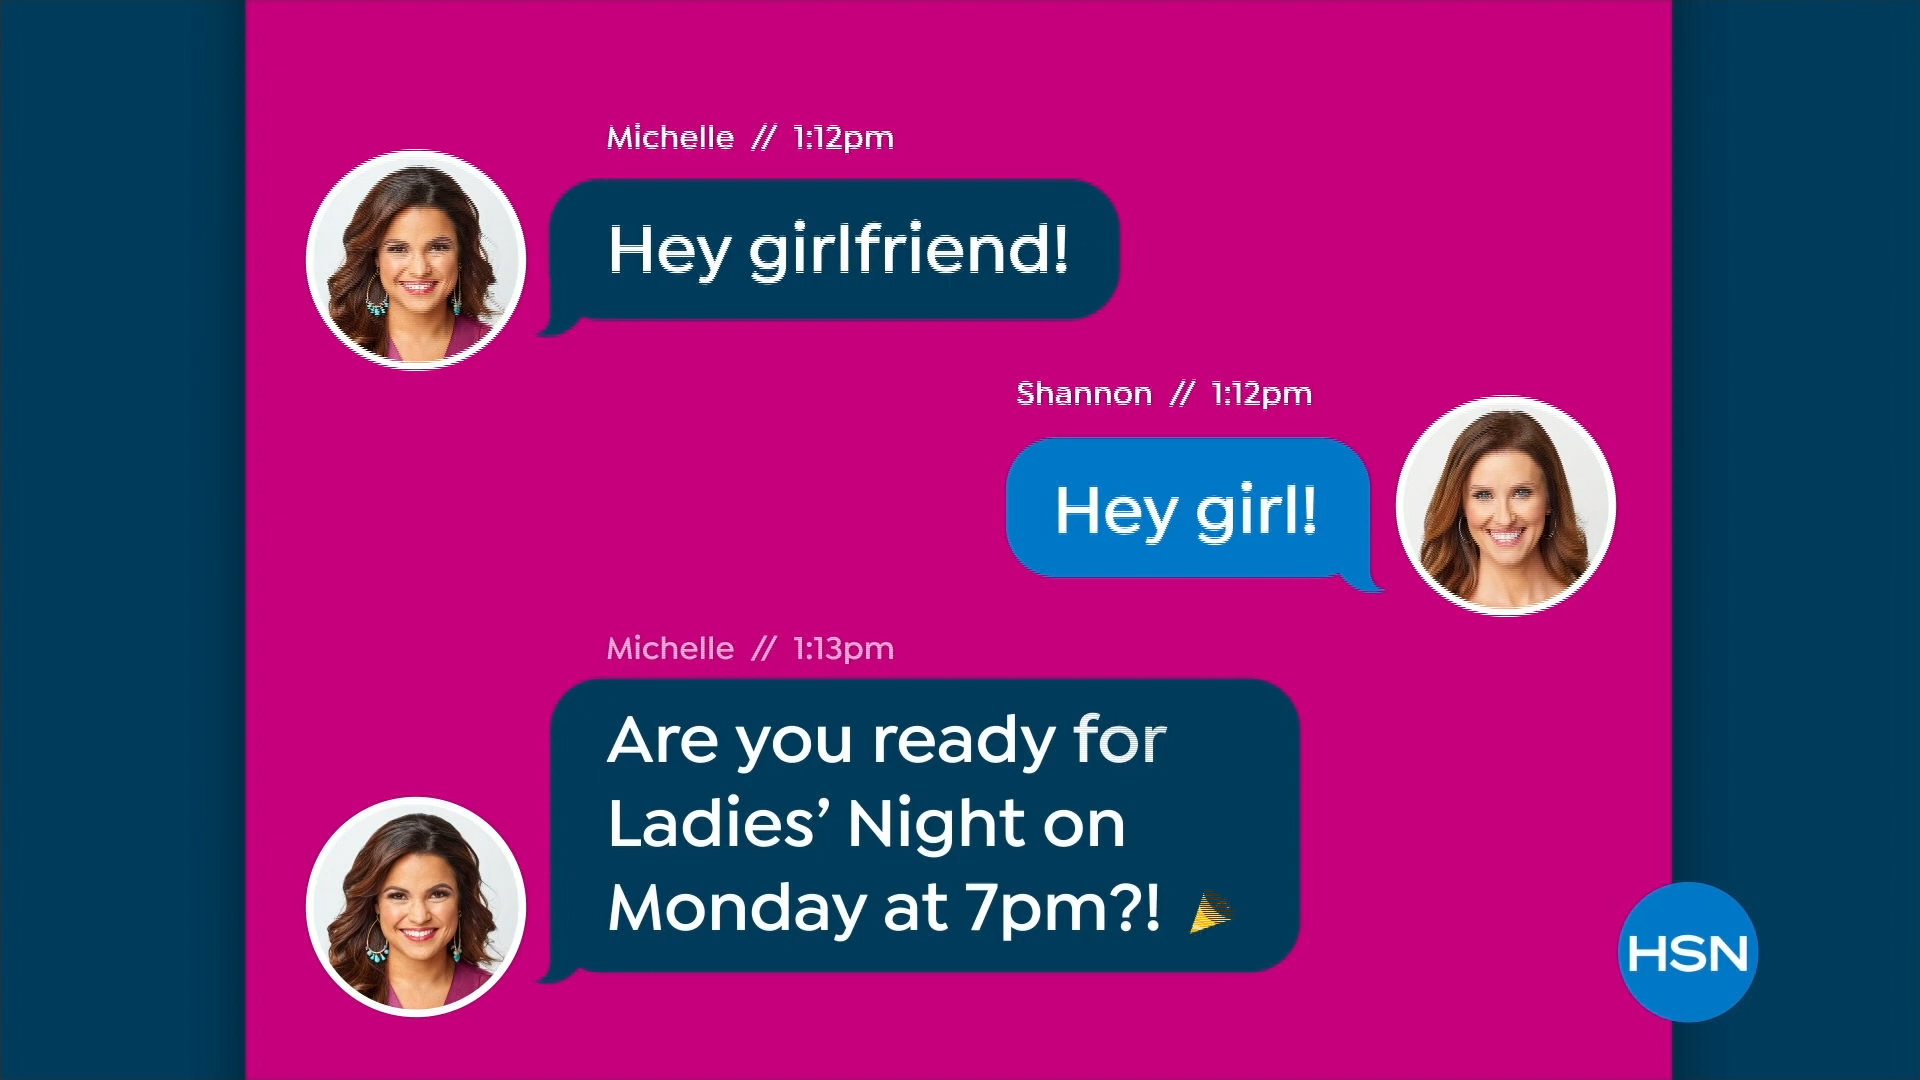 Michelle // 1:12pm
Hey girlfriend!
Shannon // 1:12pm
Hey girl!
Michelle // 1:13pm
Are you ready for
Ladies’ Night on
Monday at 7pm?! 🎉
HSN